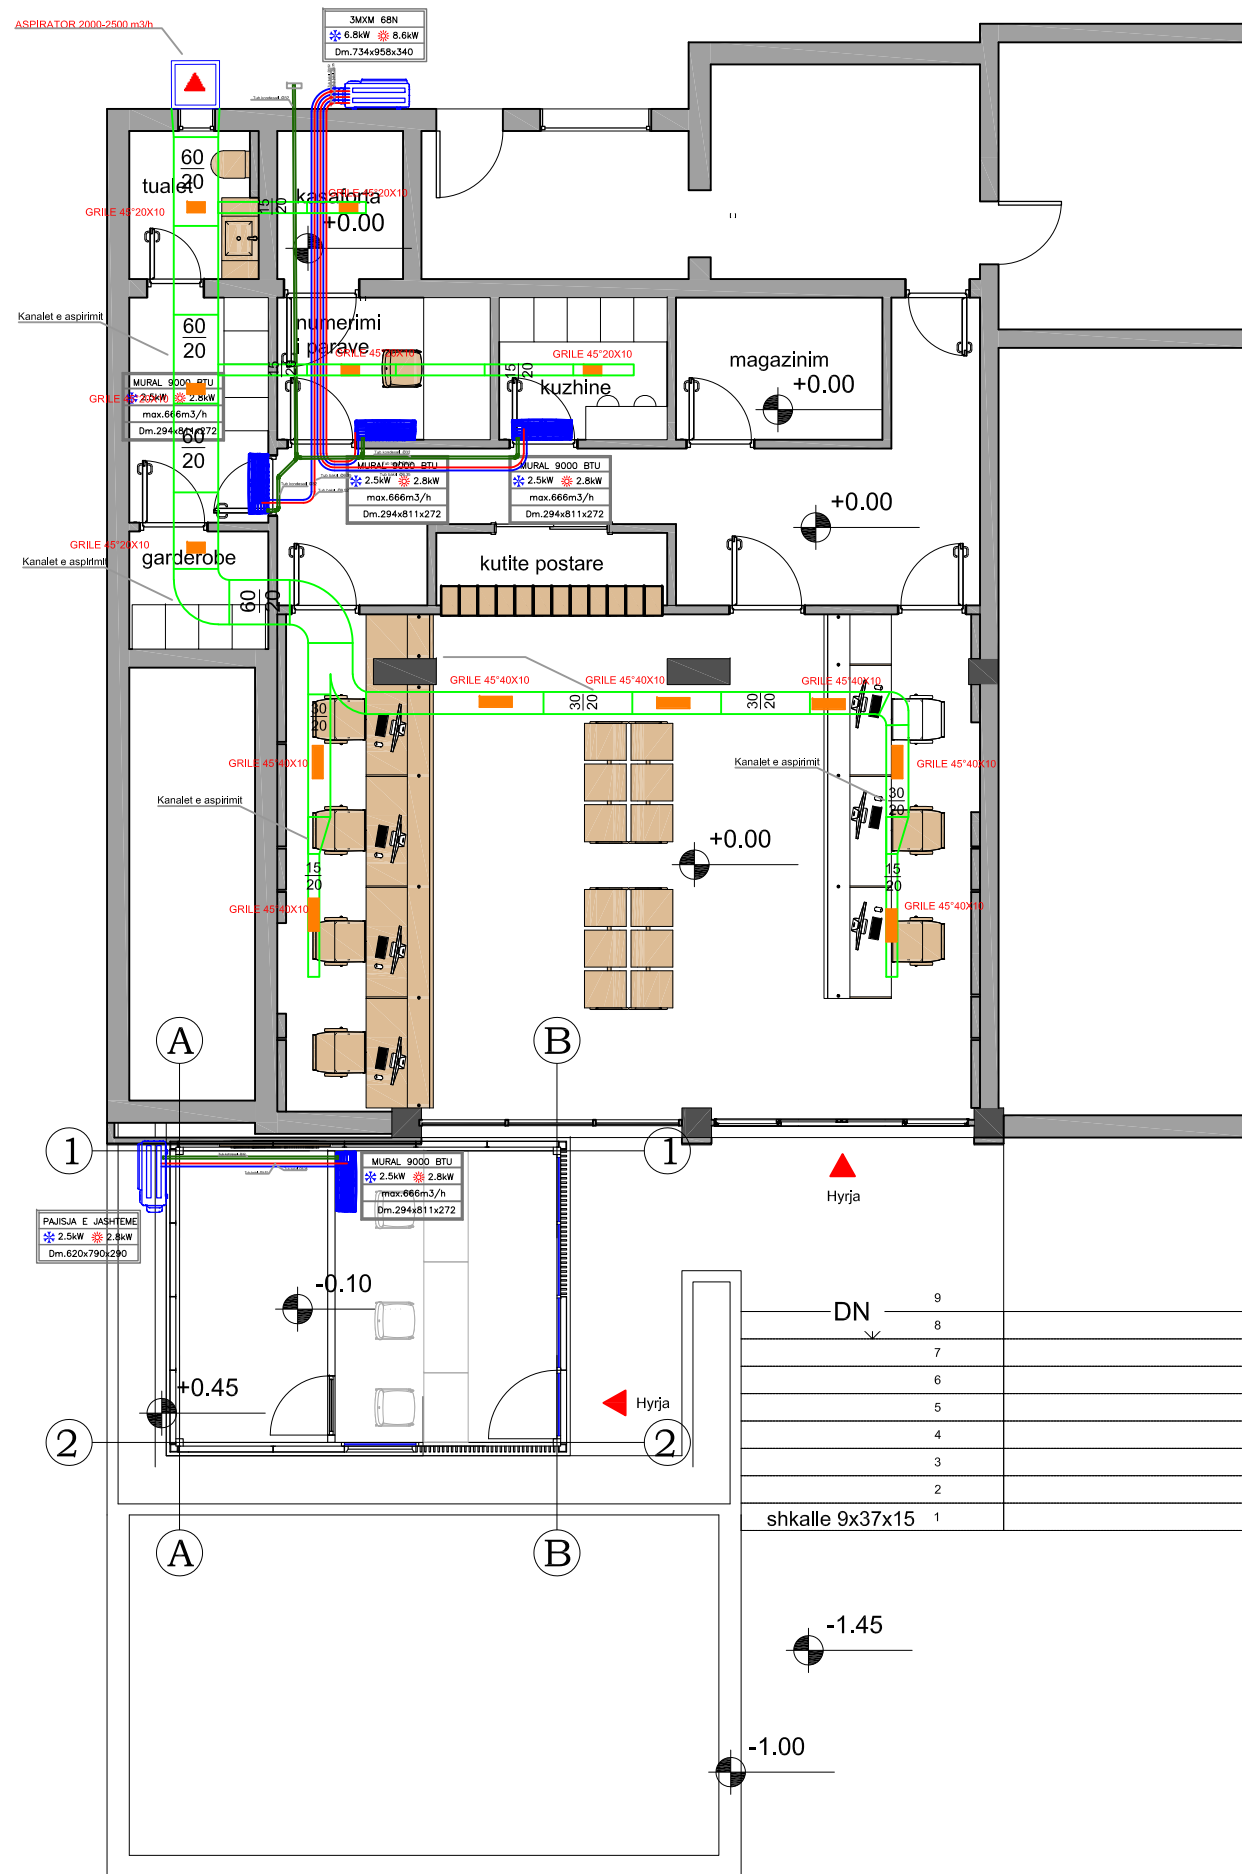 ASPIRATOR 2000-2500 m3/h
3MXM 68N
6.8kW 8.6kW
Dm.734x958x340
60
20
tualet
GRILE 45°20X10
15
20
kasaforta
GRILE 45°20X10
+0.00
Kanalet e aspirimit
60
20
numerimi
i parave
15
20
GRILE 45°20X10
15
20
GRILE 45°20X10
kuzhine
magazinim
+0.00
MURAL 9000 BTU
2.5kW 2.8kW
max.666m3/h
Dm.294x811x272
GRILE 45°20X10
60
20
MURAL 9000 BTU
2.5kW 2.8kW
max.666m3/h
Dm.294x811x272
MURAL 9000 BTU
2.5kW 2.8kW
max.666m3/h
Dm.294x811x272
+0.00
GRILE 45°20X10
garderobe
Kanalet e aspirimit
kutite postare
60
20
GRILE 45°40X10
GRILE 45°40X10
GRILE 45°40X10
30
20
30
20
30
20
GRILE 45°40X10
Kanalet e aspirimit
GRILE 45°40X10
Kanalet e aspirimit
30
20
+0.00
15
20
15
20
GRILE 45°40X10
GRILE 45°40X10
A
B
1
1
MURAL 9000 BTU
2.5kW 2.8kW
max.666m3/h
Dm.294x811x272
Hyrja
PAJISJA E JASHTEME
2.5kW 2.8kW
Dm.620x790x290
-0.10
+0.45
Hyrja
2
2
DN
9
8
7
6
5
4
3
2
shkalle 9x37x15 1
A
B
-1.45
-1.00